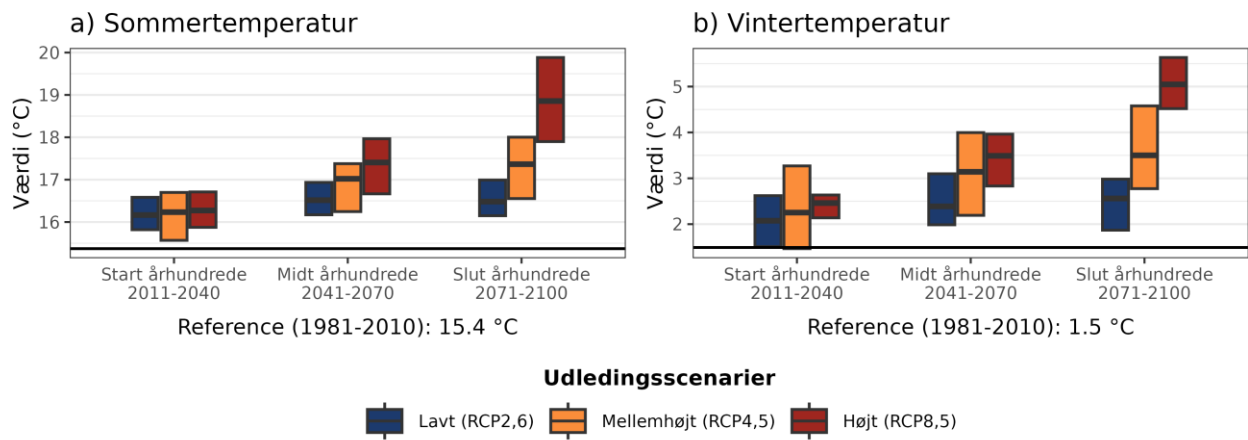 a) Sommertemperatur
Værdi (°C)
20
19
18
17
16
Start århundrede
2011-2040
Midt århundrede
2041-2070
Slut århundrede
2071-2100
Reference (1981-2010): 15.4 °C
b) Vintertemperatur
Værdi (°C)
5
4
3
2
Start århundrede
2011-2040
Midt århundrede
2041-2070
Slut århundrede
2071-2100
Reference (1981-2010): 1.5 °C
Udledingsscenarier
Lavt (RCP2,6)
Mellemhøjt (RCP4,5)
Højt (RCP8,5)